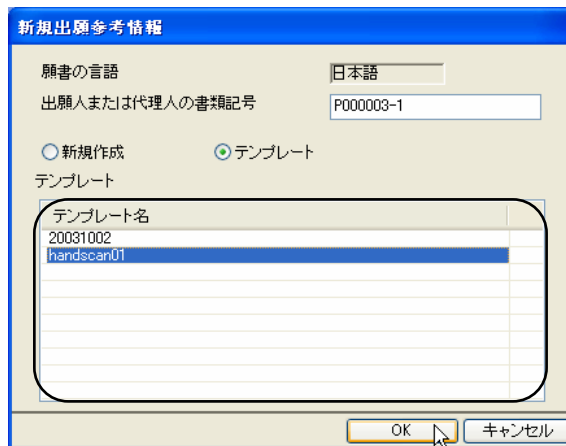 新規出願参考情報
願書の言語 日本語
出願人または代理人の書類記号 P000003-1
新規作成 テンプレート
テンプレート
テンプレート名
20031002
handscan01
OK キャンセル